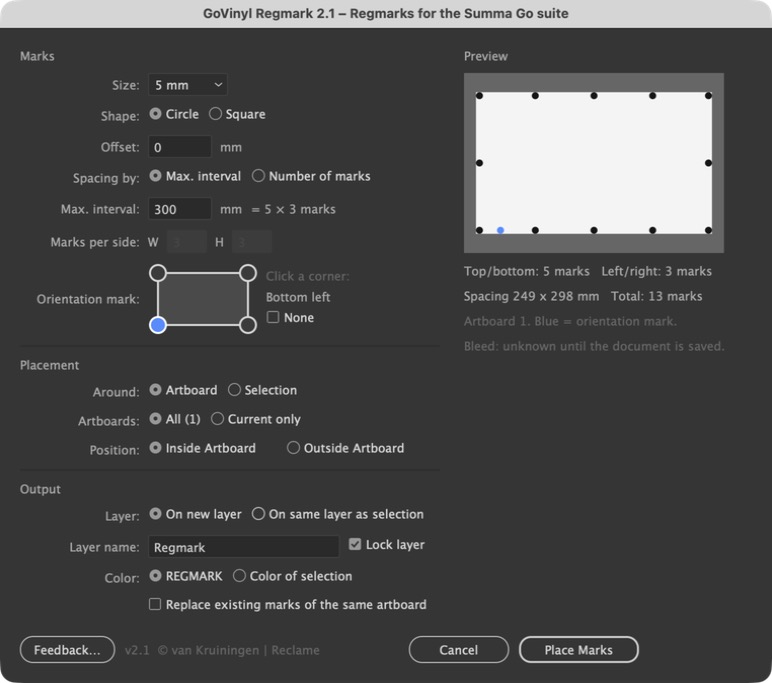 GoVinyl Regmark 2.1 – Regmarks for the Summa Go suite
Marks
Size: 5 mm
Shape: Circle Square
Offset: 0 mm
Spacing by: Max. interval Number of marks
Max. interval: 300 mm = 5 × 3 marks
Marks per side: W 3 H 3
Orientation mark:
Click a corner:
Bottom left
None
Placement
Around: Artboard Selection
Artboards: All (1) Current only
Position: Inside Artboard Outside Artboard
Output
Layer: On new layer On same layer as selection
Layer name: Regmark Lock layer
Color: REGMARK Color of selection
Replace existing marks of the same artboard
Preview
Top/bottom: 5 marks Left/right: 3 marks
Spacing 249 x 298 mm Total: 13 marks
Artboard 1. Blue = orientation mark.
Bleed: unknown until the document is saved.
Feedback... v2.1 © van Kruiningen | Reclame Cancel Place Marks